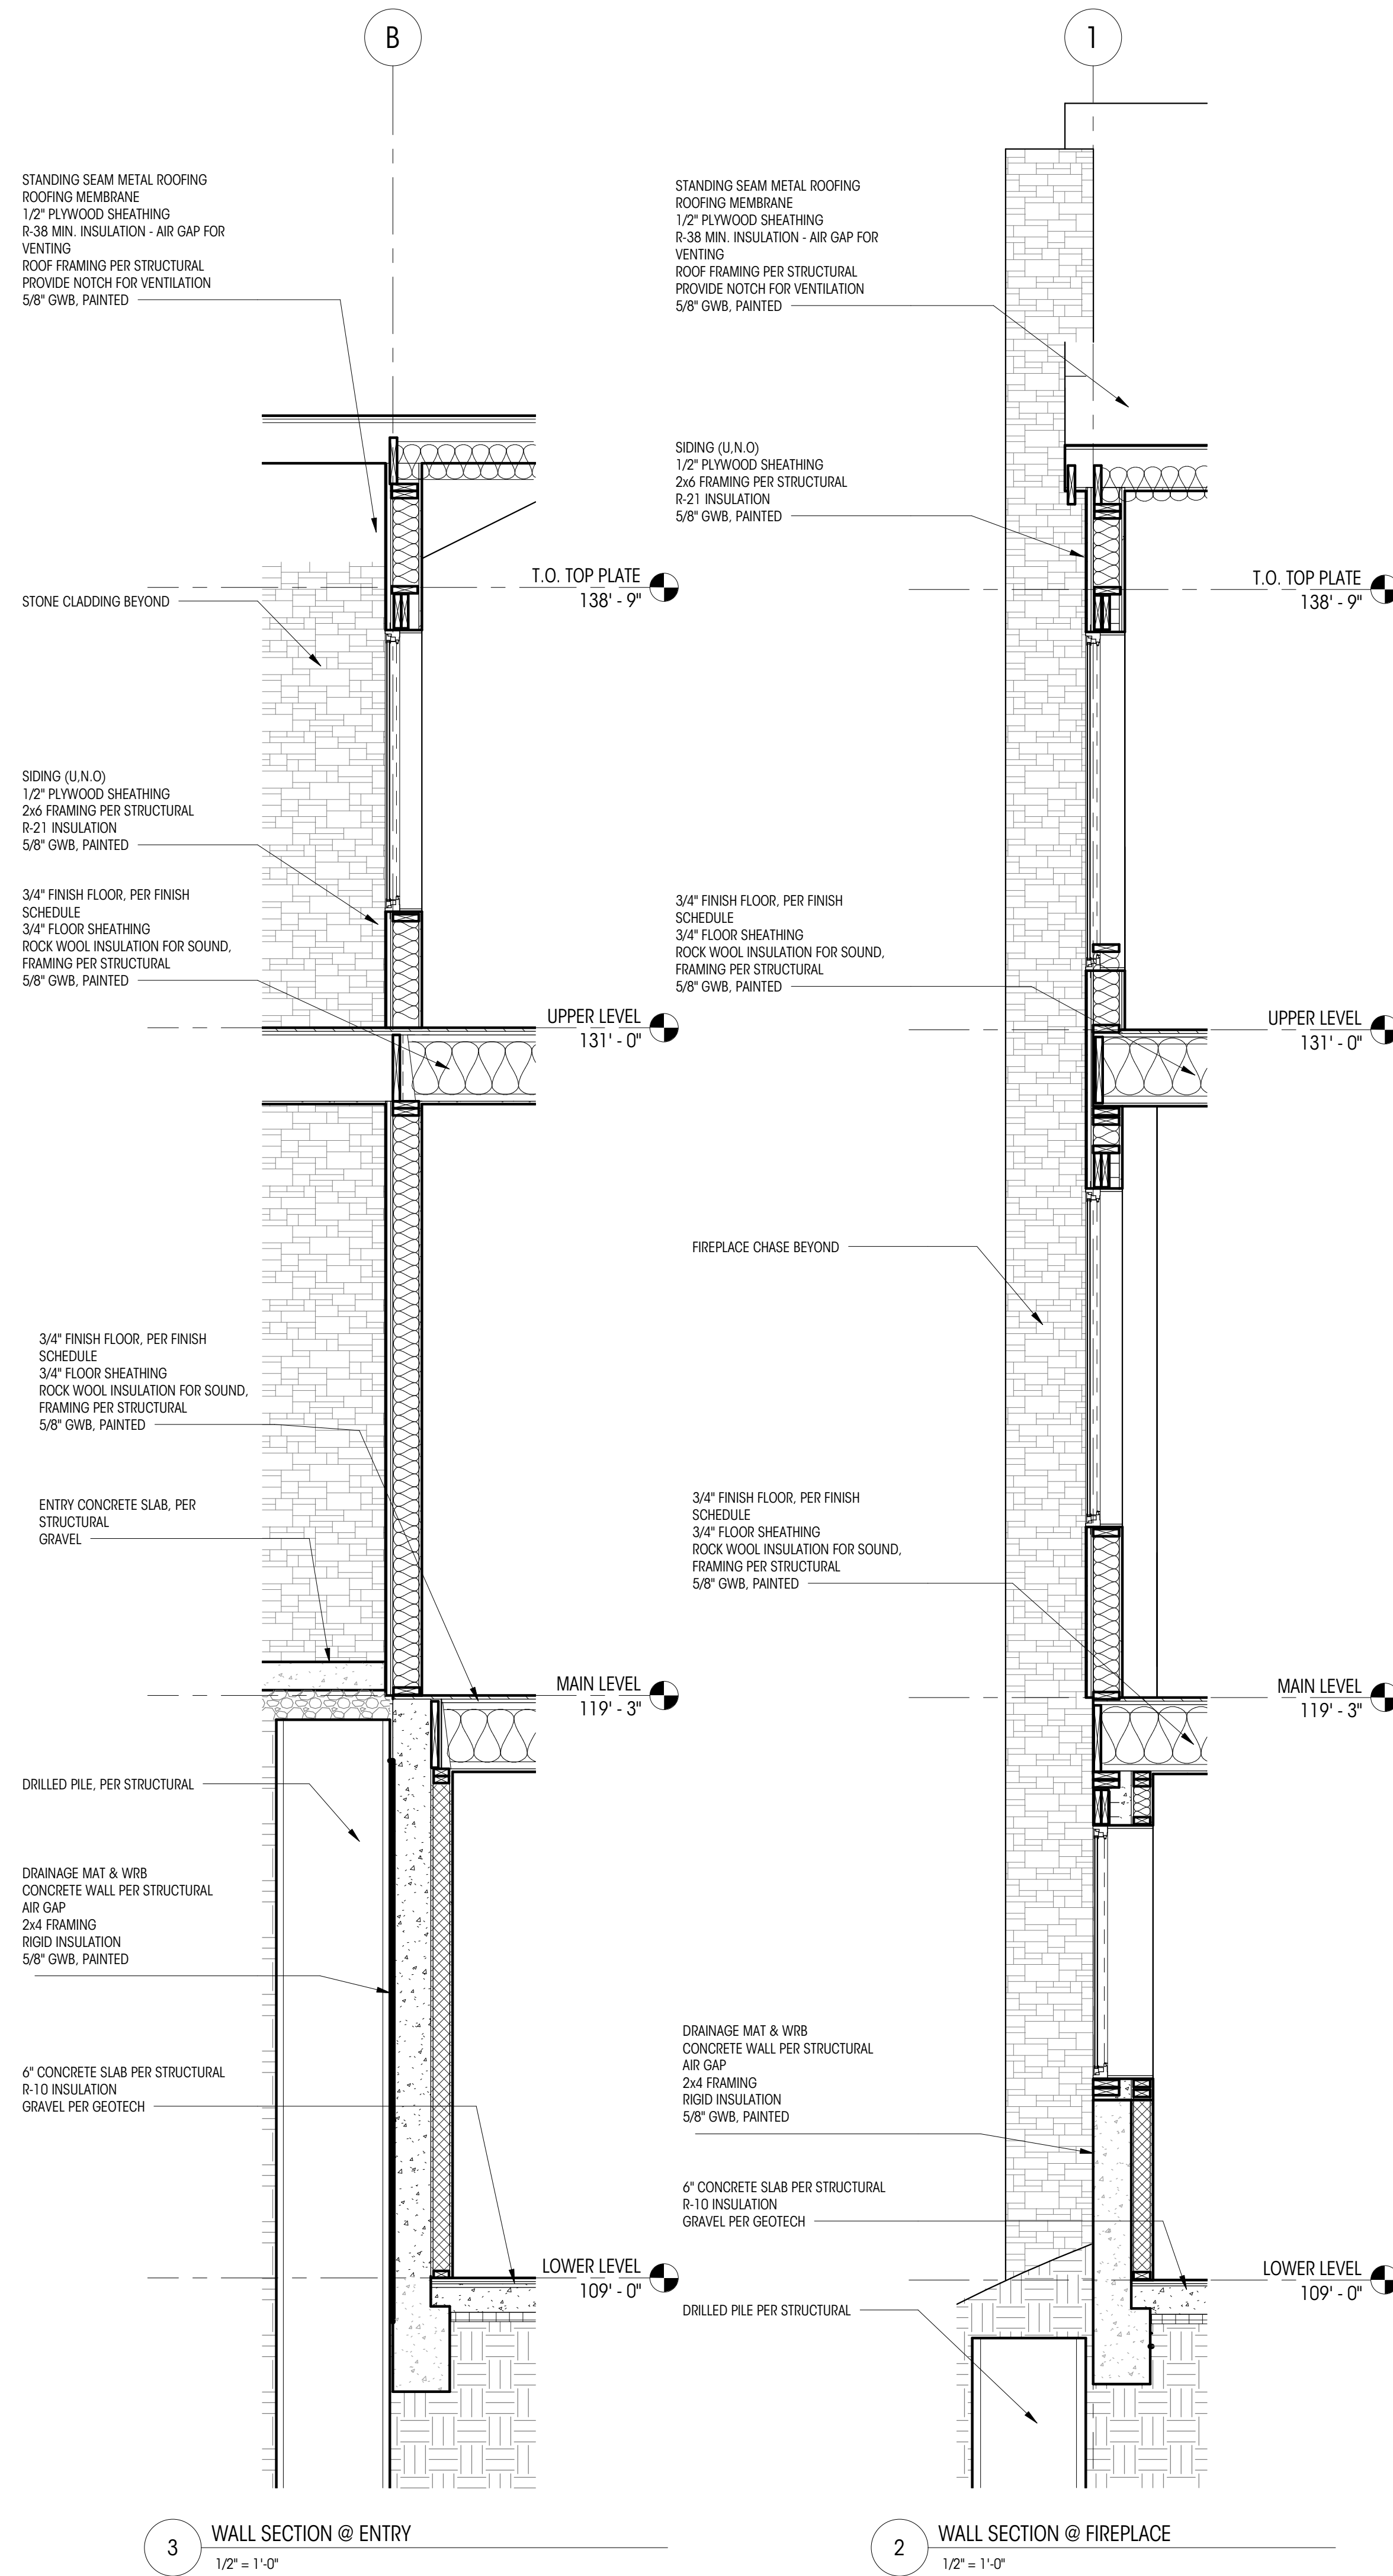 B
STANDING SEAM METAL ROOFING
ROOFING MEMBRANE
1/2" PLYWOOD SHEATHING
R-38 MIN. INSULATION - AIR GAP FOR
VENTING
ROOF FRAMING PER STRUCTURAL
PROVIDE NOTCH FOR VENTILATION
5/8" GWB, PAINTED
T.O. TOP PLATE
138' - 9"
STONE CLADDING BEYOND
SIDING (U,N.O)
1/2" PLYWOOD SHEATHING
2x6 FRAMING PER STRUCTURAL
R-21 INSULATION
5/8" GWB, PAINTED
3/4" FINISH FLOOR, PER FINISH
SCHEDULE
3/4" FLOOR SHEATHING
ROCK WOOL INSULATION FOR SOUND,
FRAMING PER STRUCTURAL
5/8" GWB, PAINTED
UPPER LEVEL
131' - 0"
3/4" FINISH FLOOR, PER FINISH
SCHEDULE
3/4" FLOOR SHEATHING
ROCK WOOL INSULATION FOR SOUND,
FRAMING PER STRUCTURAL
5/8" GWB, PAINTED
ENTRY CONCRETE SLAB, PER
STRUCTURAL
GRAVEL
MAIN LEVEL
119' - 3"
DRILLED PILE, PER STRUCTURAL
DRAINAGE MAT & WRB
CONCRETE WALL PER STRUCTURAL
AIR GAP
2x4 FRAMING
RIGID INSULATION
5/8" GWB, PAINTED
6" CONCRETE SLAB PER STRUCTURAL
R-10 INSULATION
GRAVEL PER GEOTECH
LOWER LEVEL
109' - 0"
3
WALL SECTION @ ENTRY
1/2" = 1'-0"
1
STANDING SEAM METAL ROOFING
ROOFING MEMBRANE
1/2" PLYWOOD SHEATHING
R-38 MIN. INSULATION - AIR GAP FOR
VENTING
ROOF FRAMING PER STRUCTURAL
PROVIDE NOTCH FOR VENTILATION
5/8" GWB, PAINTED
SIDING (U,N.O)
1/2" PLYWOOD SHEATHING
2x6 FRAMING PER STRUCTURAL
R-21 INSULATION
5/8" GWB, PAINTED
T.O. TOP PLATE
138' - 9"
3/4" FINISH FLOOR, PER FINISH
SCHEDULE
3/4" FLOOR SHEATHING
ROCK WOOL INSULATION FOR SOUND,
FRAMING PER STRUCTURAL
5/8" GWB, PAINTED
UPPER LEVEL
131' - 0"
FIREPLACE CHASE BEYOND
3/4" FINISH FLOOR, PER FINISH
SCHEDULE
3/4" FLOOR SHEATHING
ROCK WOOL INSULATION FOR SOUND,
FRAMING PER STRUCTURAL
5/8" GWB, PAINTED
MAIN LEVEL
119' - 3"
DRAINAGE MAT & WRB
CONCRETE WALL PER STRUCTURAL
AIR GAP
2x4 FRAMING
RIGID INSULATION
5/8" GWB, PAINTED
6" CONCRETE SLAB PER STRUCTURAL
R-10 INSULATION
GRAVEL PER GEOTECH
LOWER LEVEL
109' - 0"
DRILLED PILE PER STRUCTURAL
2
WALL SECTION @ FIREPLACE
1/2" = 1'-0"